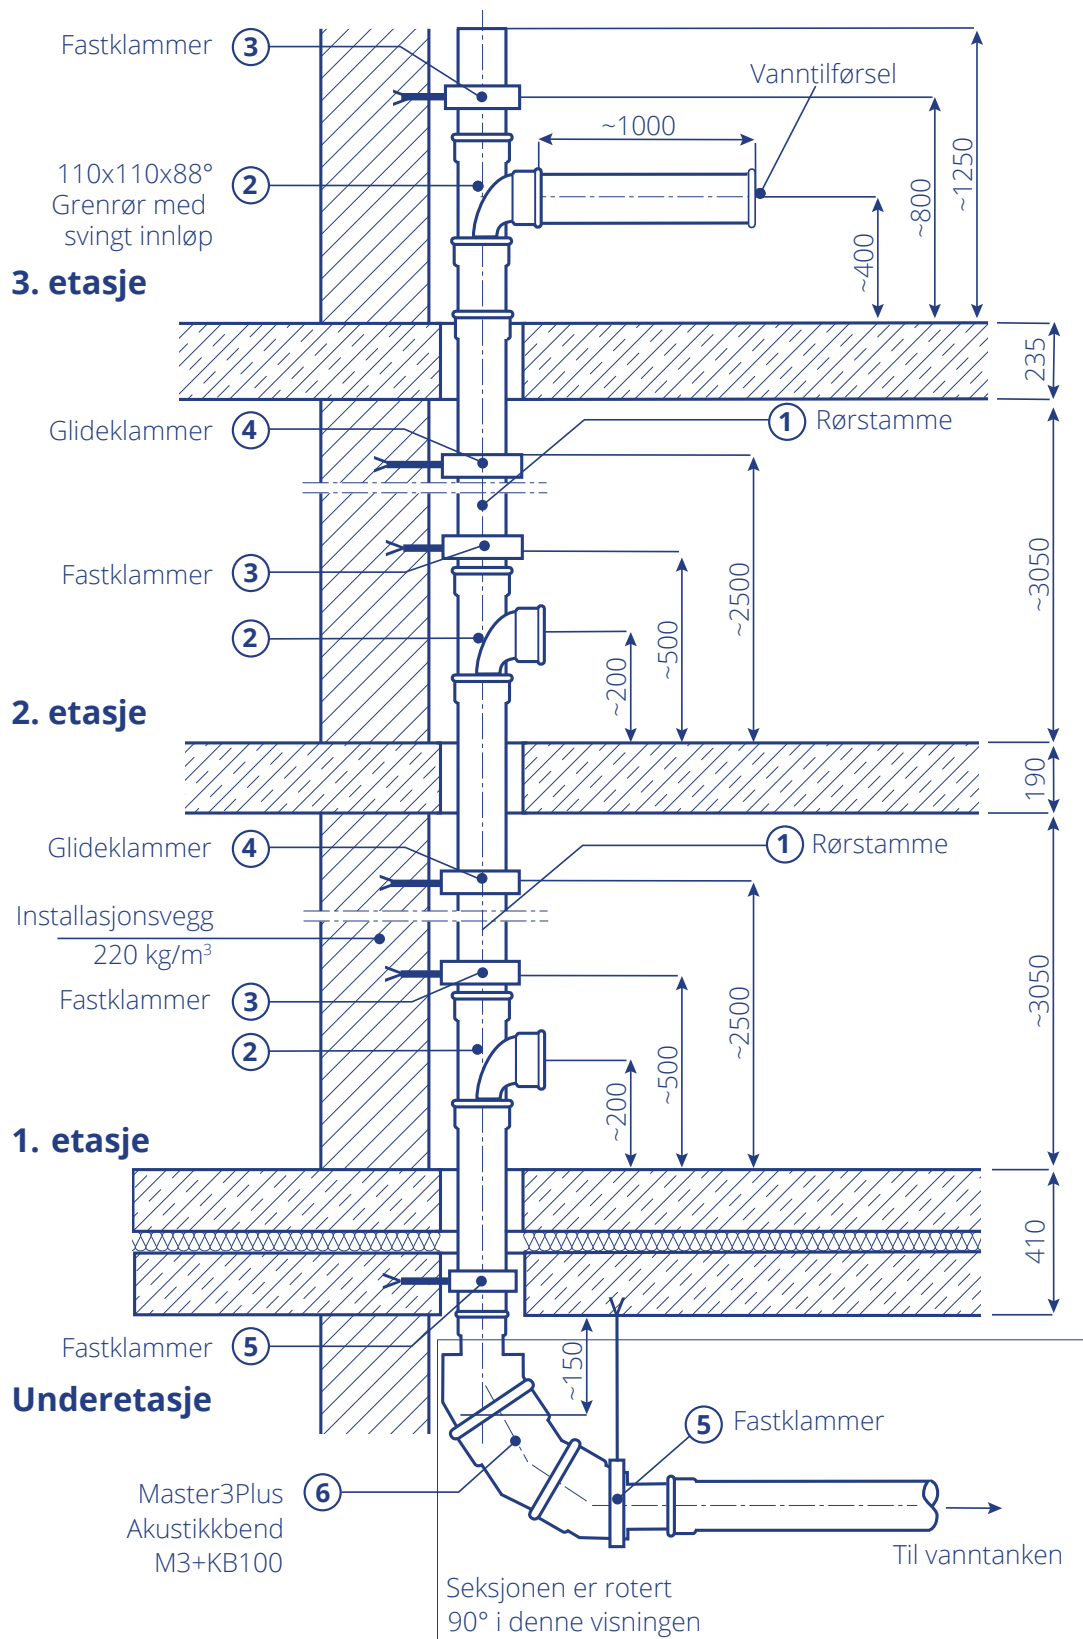 Fastklammer 3
Vanntilførsel
~1000
110x110x88° 2
Grenrør med
svingt innløp
~400
~800
~1250
3. etasje
235
Glideklammer 4
1 Rørstamme
Fastklammer 3
2
~200
~500
~2500
~3050
2. etasje
190
Glideklammer 4
1 Rørstamme
Installasjonsvegg
220 kg/m³
Fastklammer 3
2
~200
~500
~2500
~3050
1. etasje
410
Fastklammer 5
~150
Underetasje
5 Fastklammer
Master3Plus 6
Akustikkbend
M3+KB100
Til vanntanken
Seksjonen er rotert
90° i denne visningen